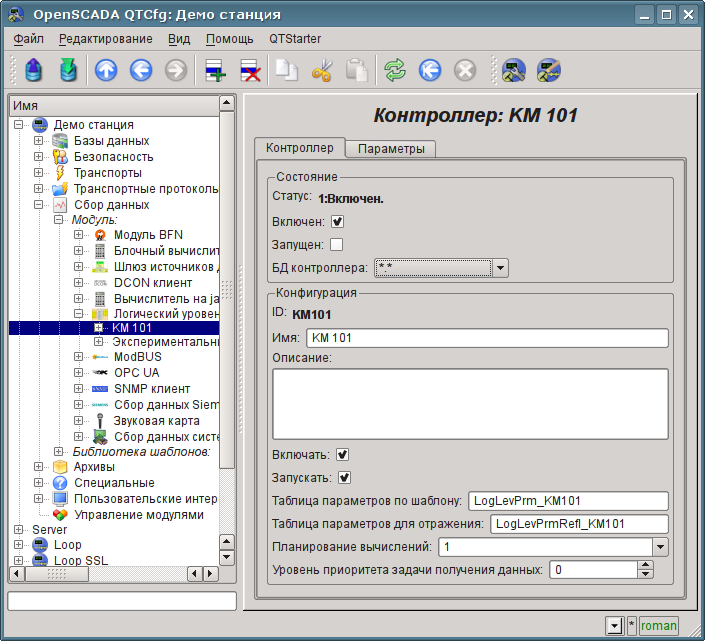 OpenSCADA QTCfg: Демо станция
Файл Редактирование Вид Помощь QTStarter
Имя
Демо станция
Базы данных
Безопасность
Транспорты
Транспортные протоколы
Сбор данных
Модуль:
Модуль BFN
Блочный вычислит
Шлюз источников д
DCON клиент
Вычислитель на ja
Логический уровен
КМ 101
Экспериментальн
ModBUS
OPC UA
SNMP клиент
Сбор данных Siem
Звуковая карта
Сбор данных систе
Библиотека шаблонов:
Архивы
Специальные
Пользовательские интер
Управление модулями
Server
Loop
Loop SSL
Контроллер: КМ 101
Контроллер Параметры
Состояние
Статус: 1:Включен.
Включен:
Запущен:
БД контроллера: *.*
Конфигурация
ID: KM101
Имя: КМ 101
Описание:
Включать:
Запускать:
Таблица параметров по шаблону: LogLevPrm_KM101
Таблица параметров для отражения: LogLevPrmRefl_KM101
Планирование вычислений: 1
Уровень приоритета задачи получения данных: 0
* roman